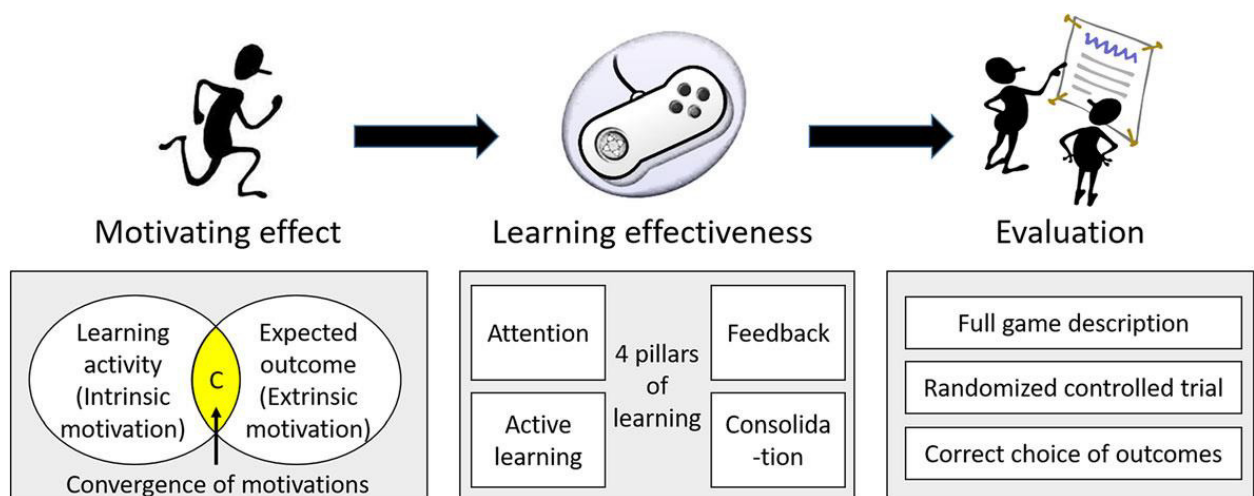 Motivating effect
Learning effectiveness
Evaluation
Learning
activity
(Intrinsic
motivation)
C
Expected
outcome
(Extrinsic
motivation)
Convergence of motivations
Attention
Feedback
4 pillars
of
learning
Active
learning
Consolida
-tion
Full game description
Randomized controlled trial
Correct choice of outcomes